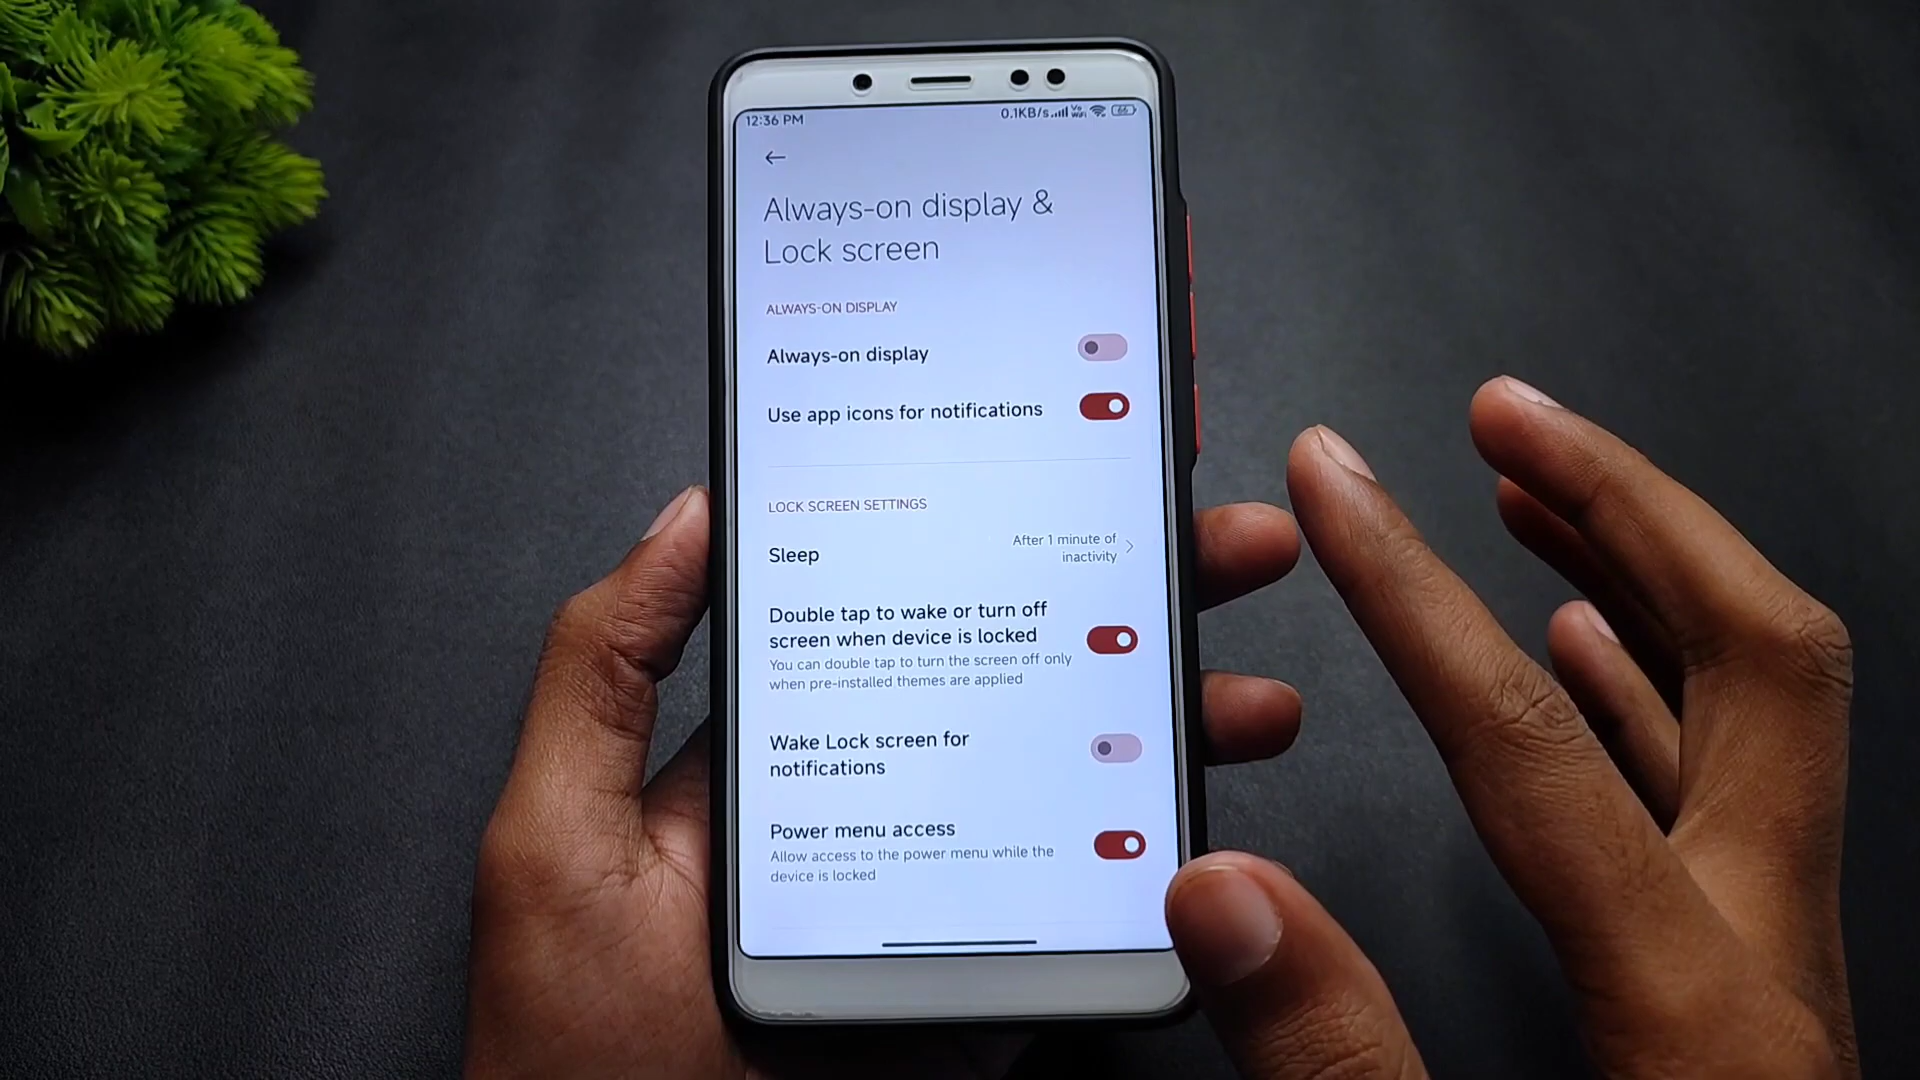 12:36 PM
0.1KB/s
Vo
WiFi
66
Always-on display &
Lock screen
ALWAYS-ON DISPLAY
Always-on display
Use app icons for notifications
LOCK SCREEN SETTINGS
Sleep
After 1 minute of
inactivity
Double tap to wake or turn off
screen when device is locked
You can double tap to turn the screen off only
when pre-installed themes are applied
Wake Lock screen for
notifications
Power menu access
Allow access to the power menu while the
device is locked